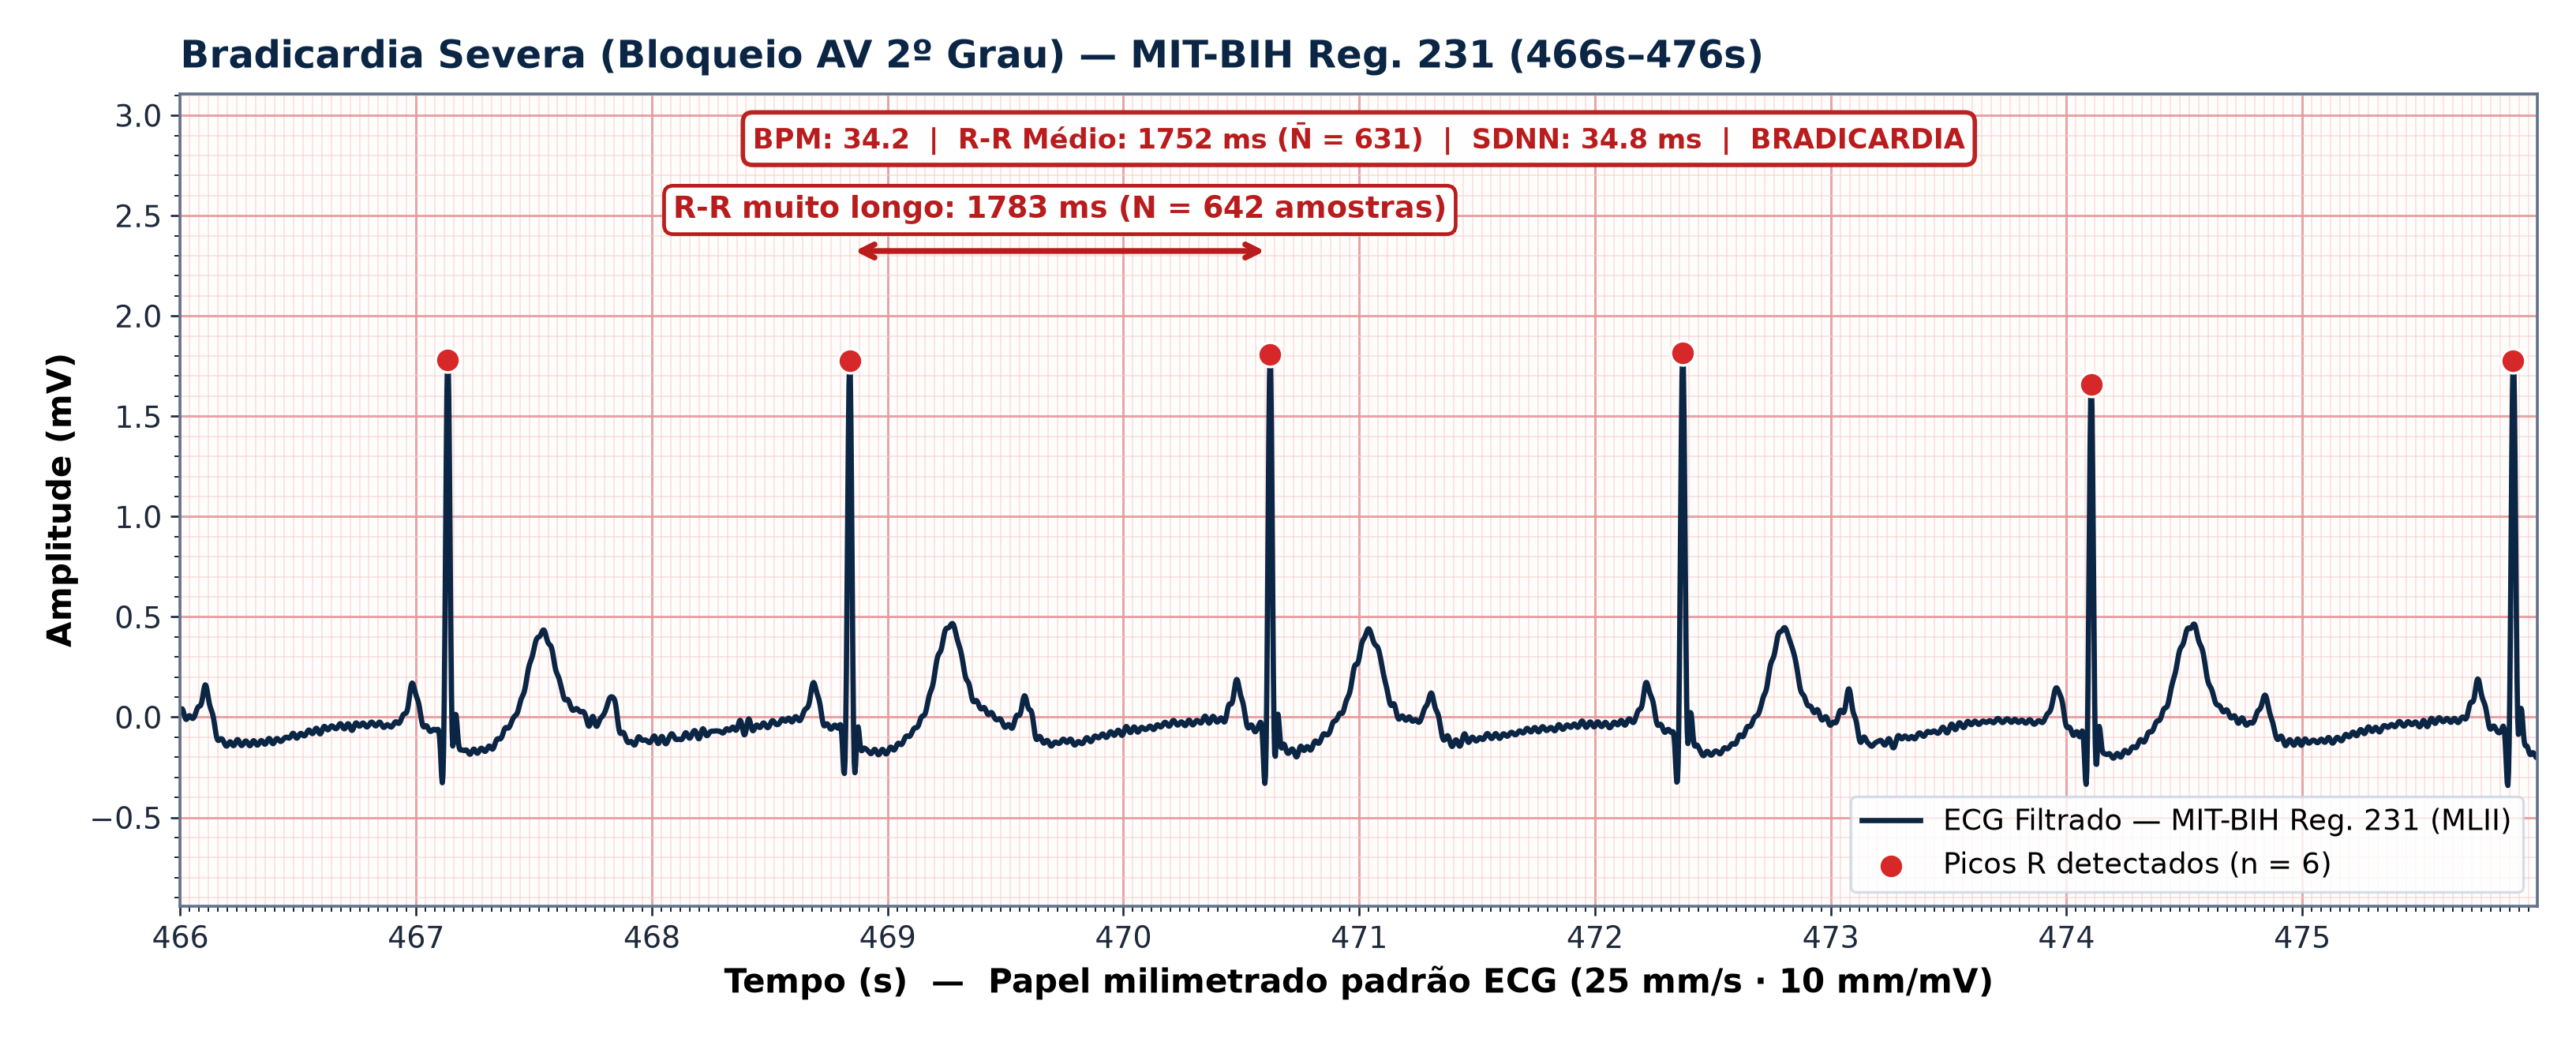 Bradicardia Severa (Bloqueio AV 2º Grau) — MIT-BIH Reg. 231 (466s–476s)
BPM: 34.2 | R-R Médio: 1752 ms (N̄ = 631) | SDNN: 34.8 ms | BRADICARDIA
R-R muito longo: 1783 ms (N = 642 amostras)
Amplitude (mV)
3.0
2.5
2.0
1.5
1.0
0.5
0.0
−0.5
ECG Filtrado — MIT-BIH Reg. 231 (MLII)
Picos R detectados (n = 6)
466 467 468 469 470 471 472 473 474 475
Tempo (s) — Papel milimetrado padrão ECG (25 mm/s · 10 mm/mV)